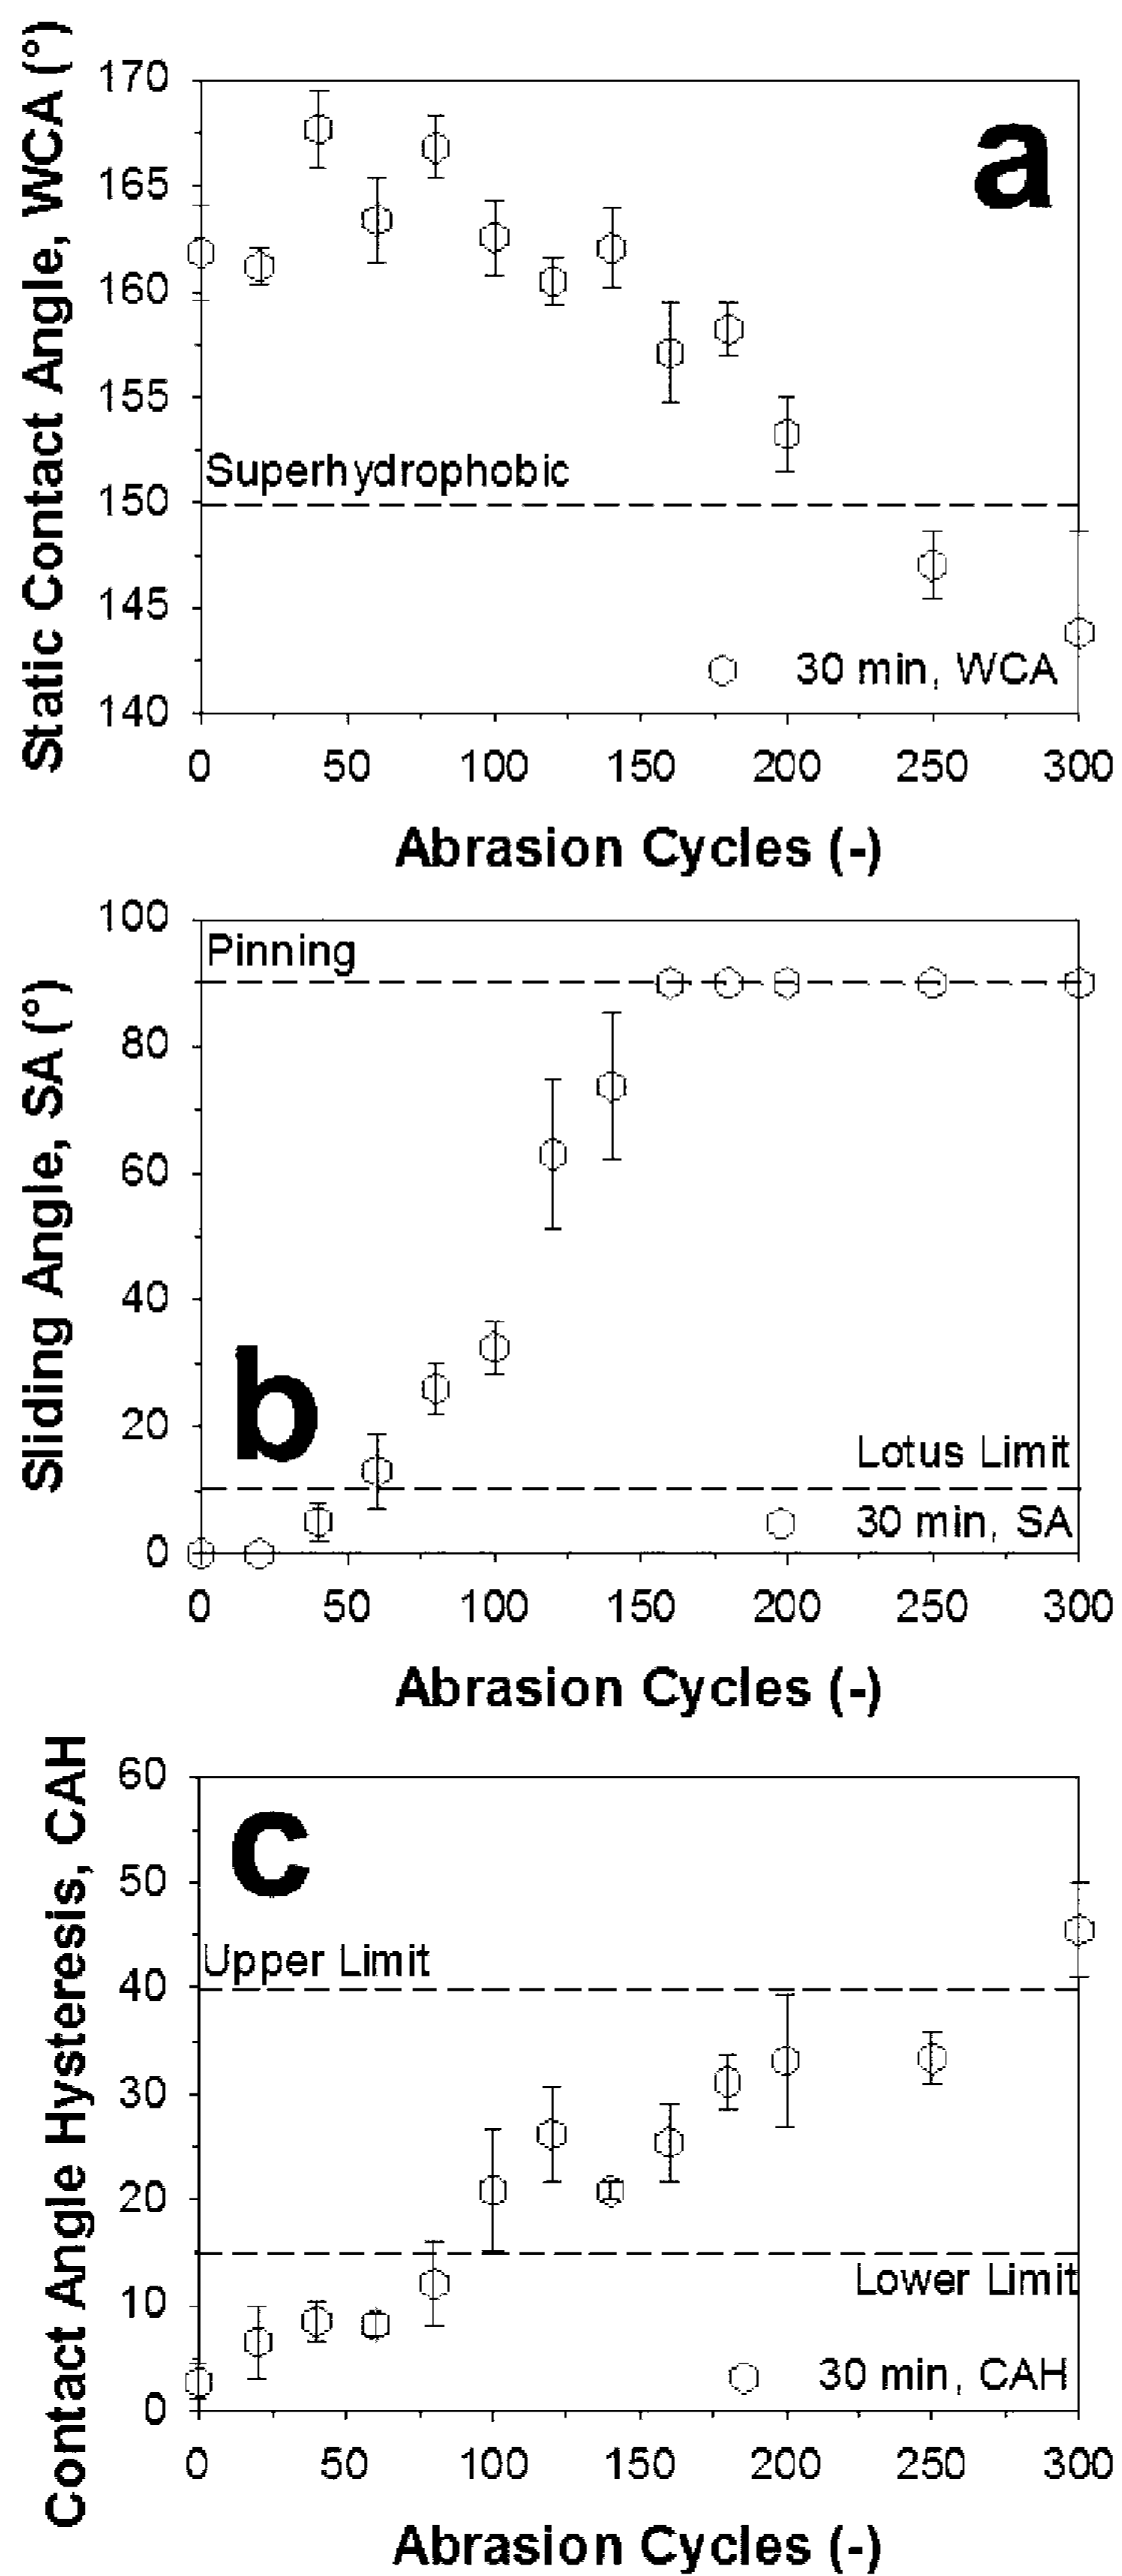 Static Contact Angle, WCA (°)
170
165
160
155
150
145
140
a
Superhydrophobic
30 min, WCA
0 50 100 150 200 250 300
Abrasion Cycles (-)
Sliding Angle, SA (°)
100
80
60
40
20
0
Pinning
b
Lotus Limit
30 min, SA
0 50 100 150 200 250 300
Abrasion Cycles (-)
Contact Angle Hysteresis, CAH
60
50
40
30
20
10
0
c
Upper Limit
Lower Limit
30 min, CAH
0 50 100 150 200 250 300
Abrasion Cycles (-)